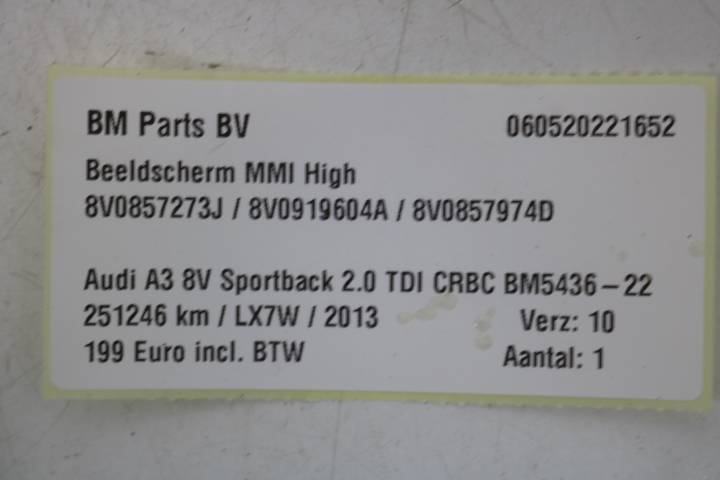 BM Parts BV 060520221652
Beeldscherm MMI High
8V0857273J / 8V0919604A / 8V0857974D
Audi A3 8V Sportback 2.0 TDI CRBC BM5436-22
251246 km / LX7W / 2013 Verz: 10
199 Euro incl. BTW Aantal: 1